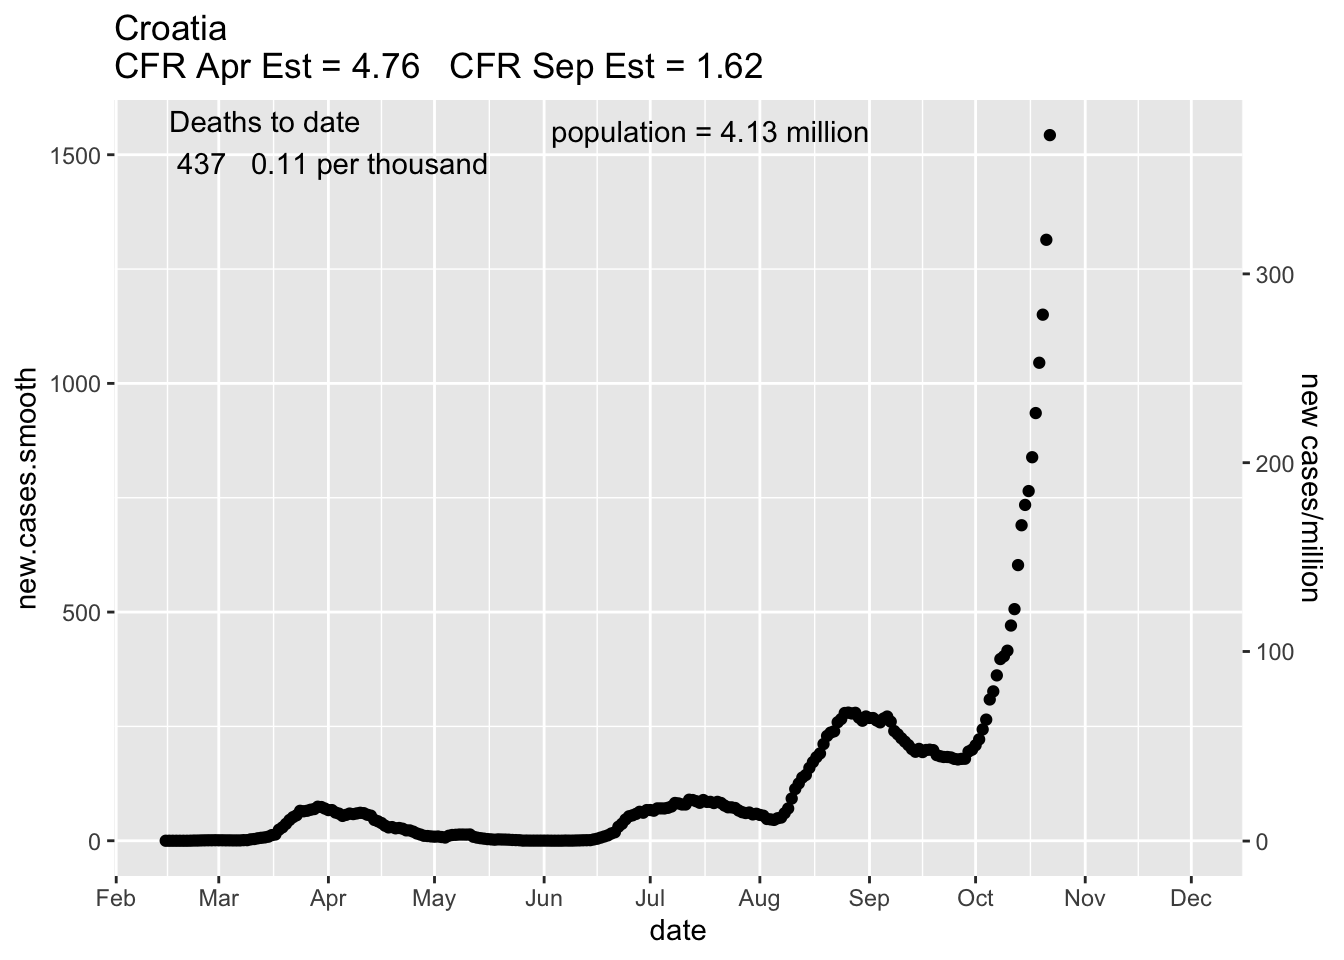 Croatia
CFR Apr Est = 4.76   CFR Sep Est = 1.62
Deaths to date
437   0.11 per thousand
population = 4.13 million
new.cases.smooth
1500
1000
500
0
300
200
100
0
new cases/million
Feb Mar Apr May Jun Jul Aug Sep Oct Nov Dec
date